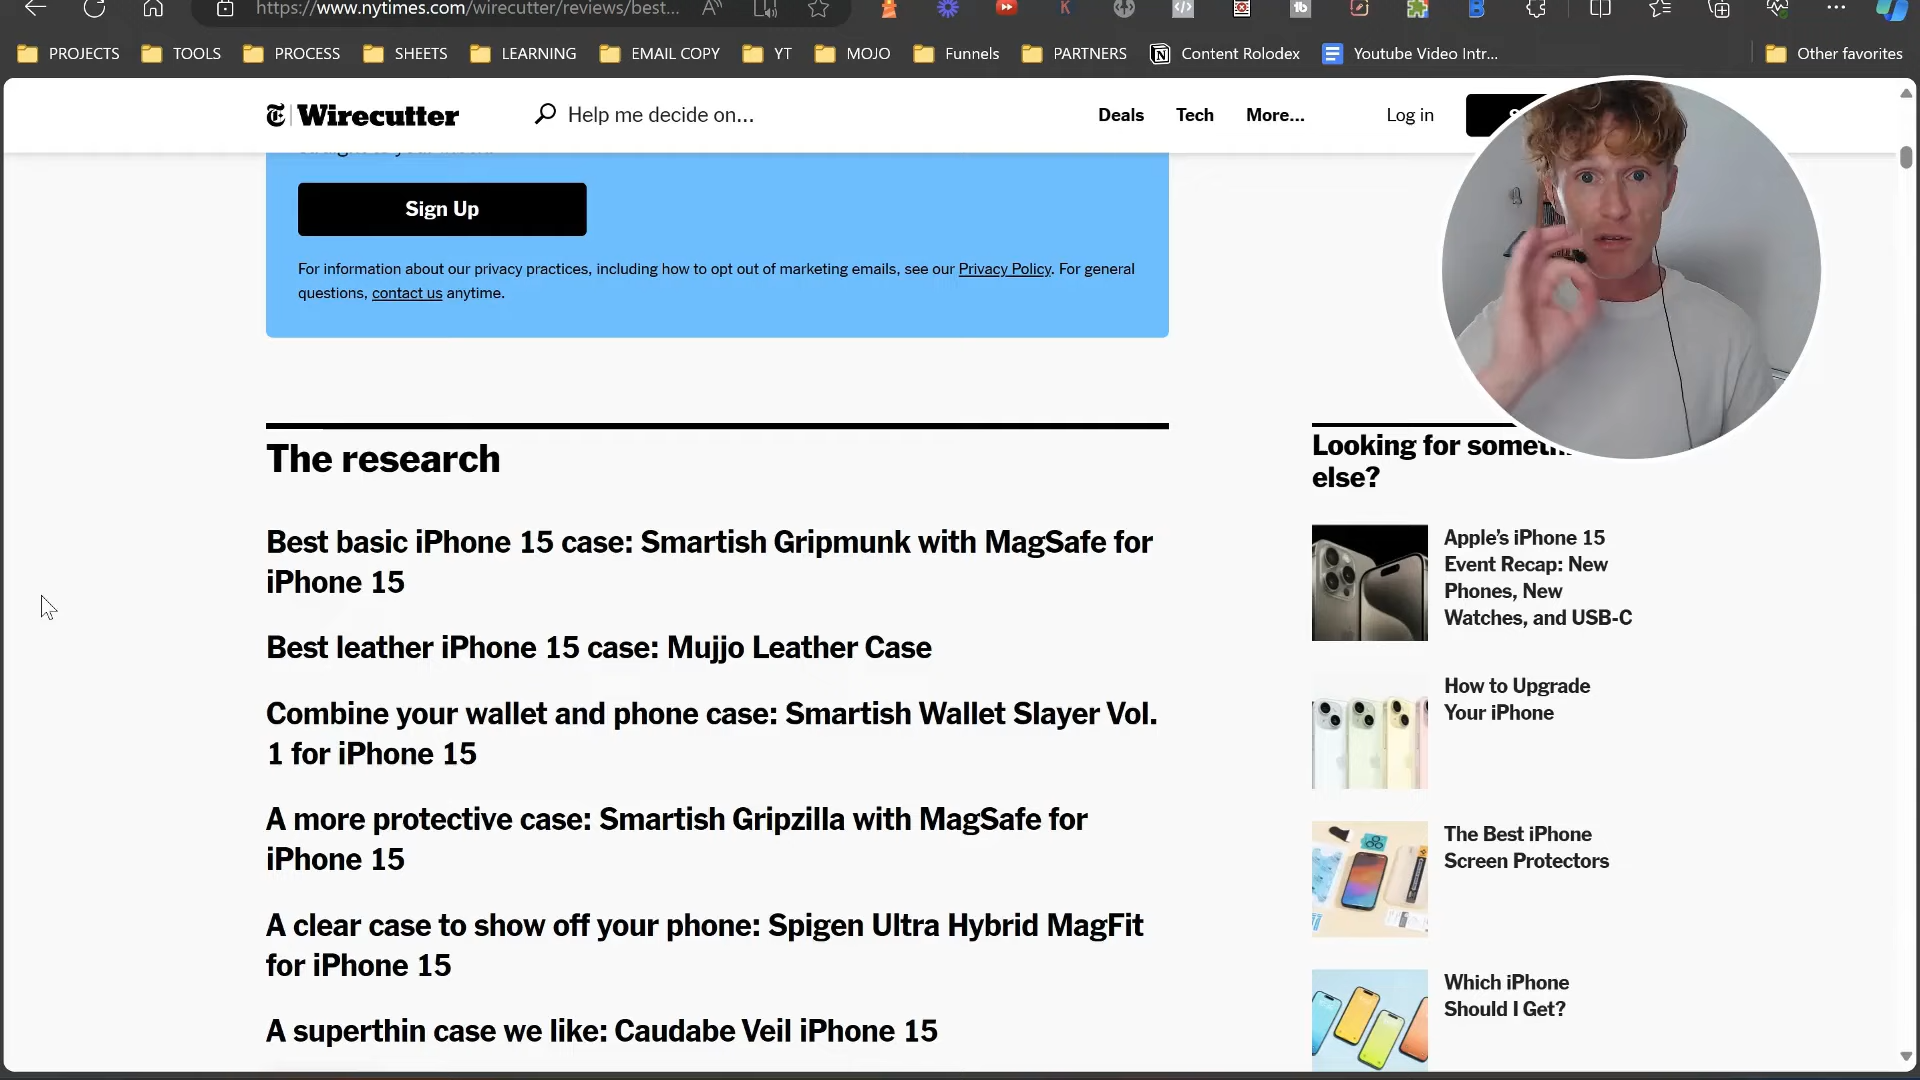 https://www.nytimes.com/wirecutter/reviews/best...
PROJECTS TOOLS PROCESS SHEETS LEARNING EMAIL COPY YT MOJO Funnels PARTNERS Content Rolodex Youtube Video Intr... Other favorites
Wirecutter Help me decide on... Deals Tech More... Log in
Sign Up
For information about our privacy practices, including how to opt out of marketing emails, see our Privacy Policy. For general
questions, contact us anytime.
The research
Best basic iPhone 15 case: Smartish Gripmunk with MagSafe for
iPhone 15
Best leather iPhone 15 case: Mujjo Leather Case
Combine your wallet and phone case: Smartish Wallet Slayer Vol.
1 for iPhone 15
A more protective case: Smartish Gripzilla with MagSafe for
iPhone 15
A clear case to show off your phone: Spigen Ultra Hybrid MagFit
for iPhone 15
A superthin case we like: Caudabe Veil iPhone 15
Looking for
else?
Apple's iPhone 15
Event Recap: New
Phones, New
Watches, and USB-C
How to Upgrade
Your iPhone
The Best iPhone
Screen Protectors
Which iPhone
Should I Get?